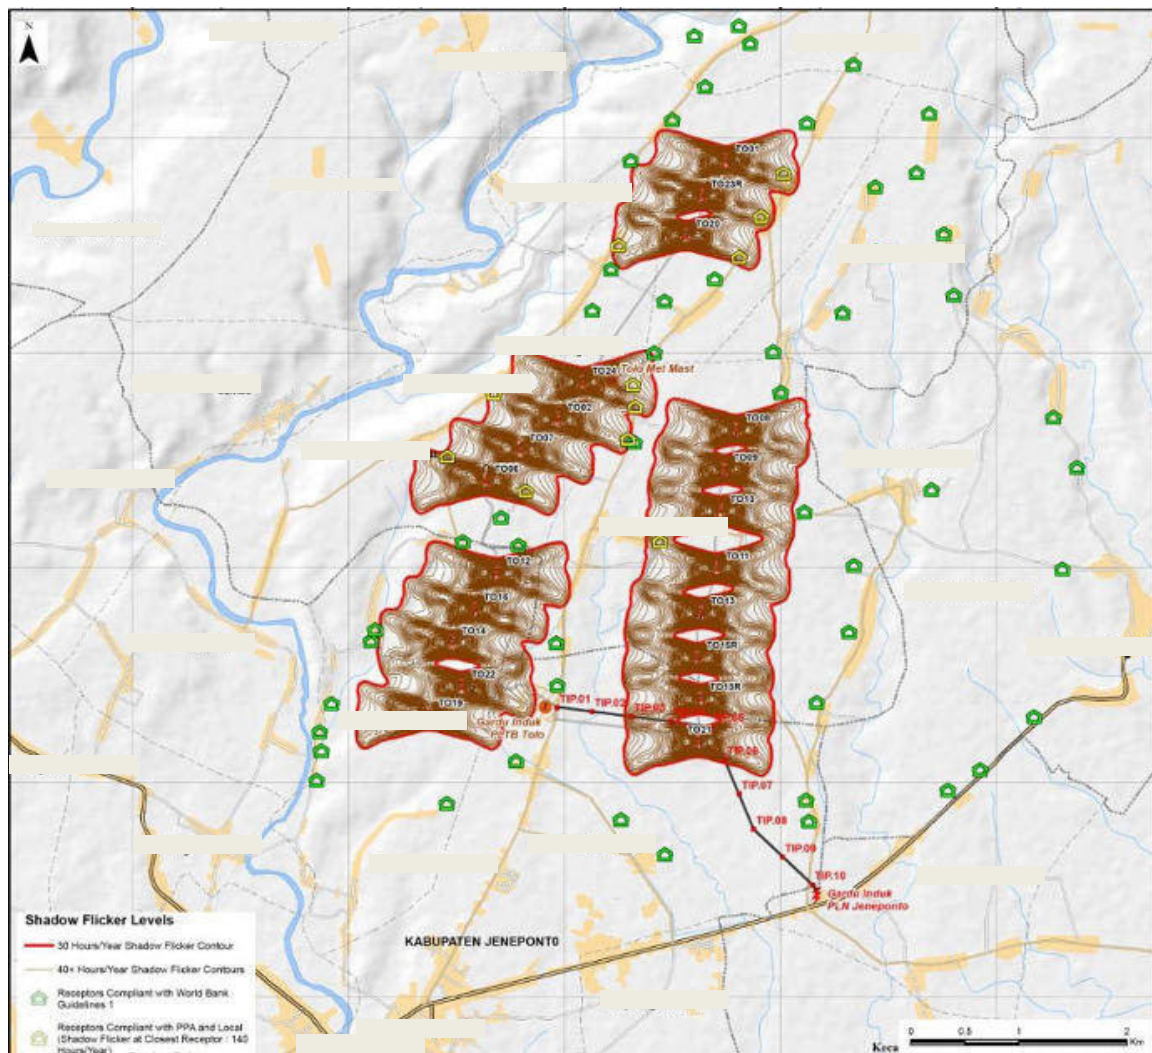 N
TO01
TO23R
TO20
TO24
Tolo Met Mast
TO02
TO07
TO06
TO08
TO09
TO11
TO12
TO16
TO13
TO14
TO15R
TO22
TO19
TIP.01
TIP.02
TIP.03
Gardu Induk
PLTB Tolo
TO21
TIP.06
TIP.07
TIP.08
TIP.09
TIP.10
Gardu Induk
PLN Jeneponto
KABUPATEN JENEPONTO
Shadow Flicker Levels
30 Hours/Year Shadow Flicker Contour
40+ Hours/Year Shadow Flicker Contours
Receptors Compliant with World Bank
Guidelines 1
Receptors Compliant with PPA and Local
(Shadow Flicker at Closest Receptor : 140
Hours/Year)
0 0.5 1 2
Km
Keca